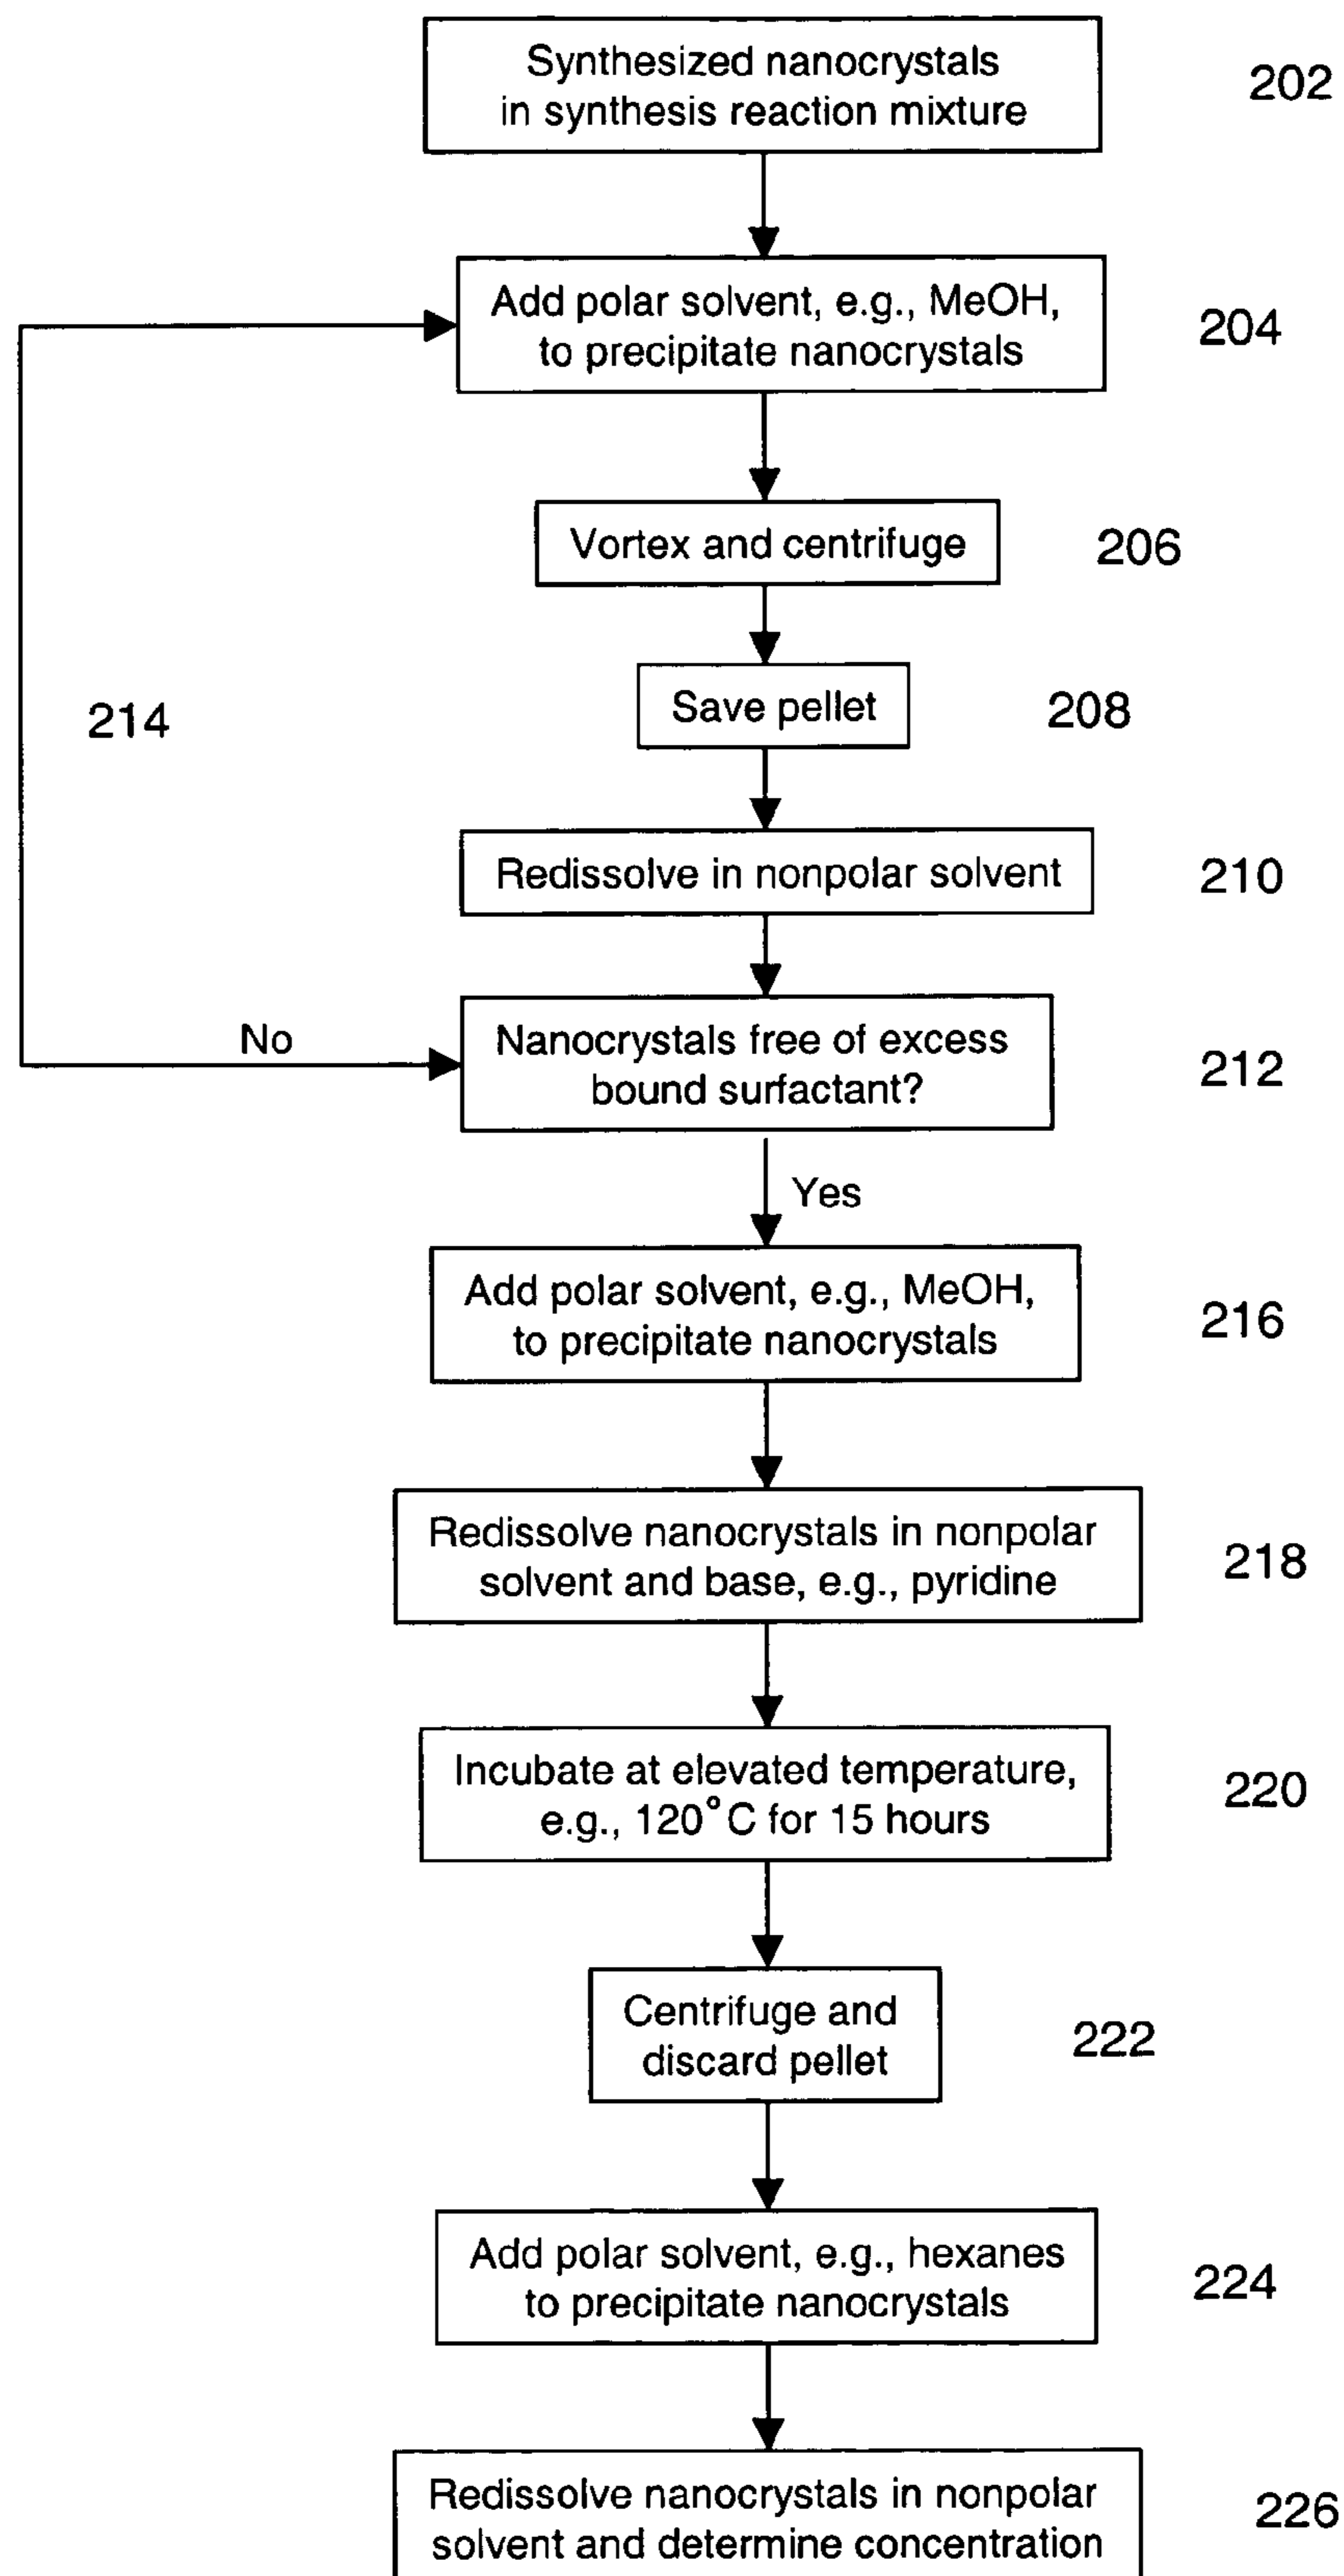 Synthesized nanocrystals
in synthesis reaction mixture
202
Add polar solvent, e.g., MeOH,
to precipitate nanocrystals
204
Vortex and centrifuge
206
Save pellet
208
214
Redissolve in nonpolar solvent
210
No
Nanocrystals free of excess
bound surfactant?
212
Yes
Add polar solvent, e.g., MeOH,
to precipitate nanocrystals
216
Redissolve nanocrystals in nonpolar
solvent and base, e.g., pyridine
218
Incubate at elevated temperature,
e.g., 120°C for 15 hours
220
Centrifuge and
discard pellet
222
Add polar solvent, e.g., hexanes
to precipitate nanocrystals
224
Redissolve nanocrystals in nonpolar
solvent and determine concentration
226